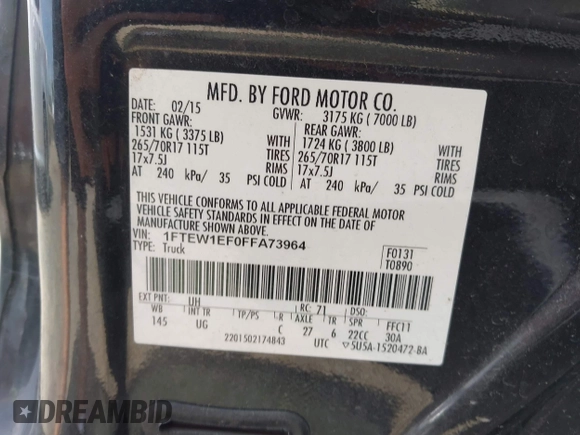 MFD. BY FORD MOTOR CO.
DATE: 02/15 GVWR: 3175 KG ( 7000 LB)
FRONT GAWR: REAR GAWR:
1531 KG ( 3375 LB) WITH 1724 KG ( 3800 LB) WITH
265/70R17 115T TIRES 265/70R17 115T TIRES
17x7.5J RIMS 17x7.5J RIMS
AT 240 kPa/ 35 PSI COLD AT 240 kPa/ 35 PSI COLD
THIS VEHICLE CONFORMS TO ALL APPLICABLE FEDERAL MOTOR
VEHICLE SAFETY STANDARDS IN EFFECT ON THE DATE OF
MANUFACTURE SHOWN ABOVE.
VIN: 1FTEW1EF0FFA73964 F0131
TYPE: Truck T0890
EXT PNT: UH RC: 71 DSO:
WB INT TR TP/PS R AXLE TR SPR FFC11
145 UG C 27 6 22CC 30A
2201502174843 UTC ▽5U5A-1520472-BA
DREAMBID